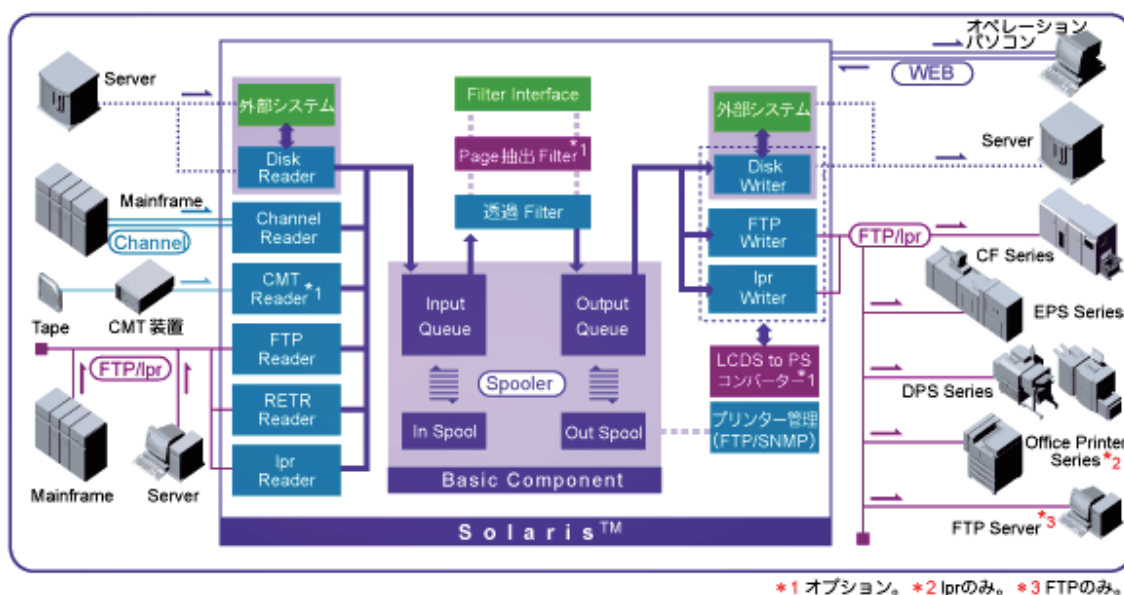 オペレーション
パソコン
WEB
Server
外部システム
Disk
Reader
Mainframe
Channel
Channel
Reader
Tape
CMT 装置
CMT
Reader*1
FTP/lpr
FTP
Reader
RETR
Reader
lpr
Reader
Mainframe
Server
Filter Interface
Page 抽出 Filter*1
透過 Filter
Input
Queue
Output
Queue
Spooler
In Spool
Out Spool
Basic Component
Solaris™
外部システム
Disk
Writer
FTP
Writer
lpr
Writer
LCDS to PS
コンバーター*1
プリンター管理
(FTP/SNMP)
Server
FTP/lpr
CF Series
EPS Series
DPS Series
Office Printer
Series*2
FTP Server*3
*1 オプション。 *2 lprのみ。 *3 FTPのみ。